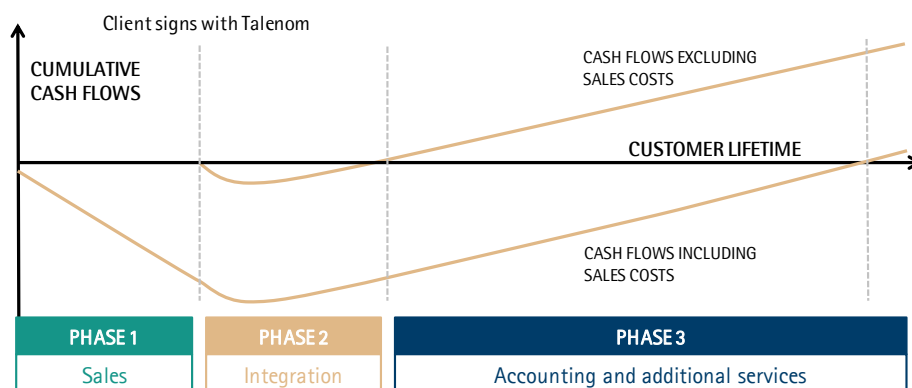 Client signs with Talenom
CUMULATIVE
CASH FLOWS
CASH FLOWS EXCLUDING
SALES COSTS
CUSTOMER LIFETIME
CASH FLOWS INCLUDING
SALES COSTS
PHASE 1
PHASE 2
PHASE 3
Sales
Integration
Accounting and additional services